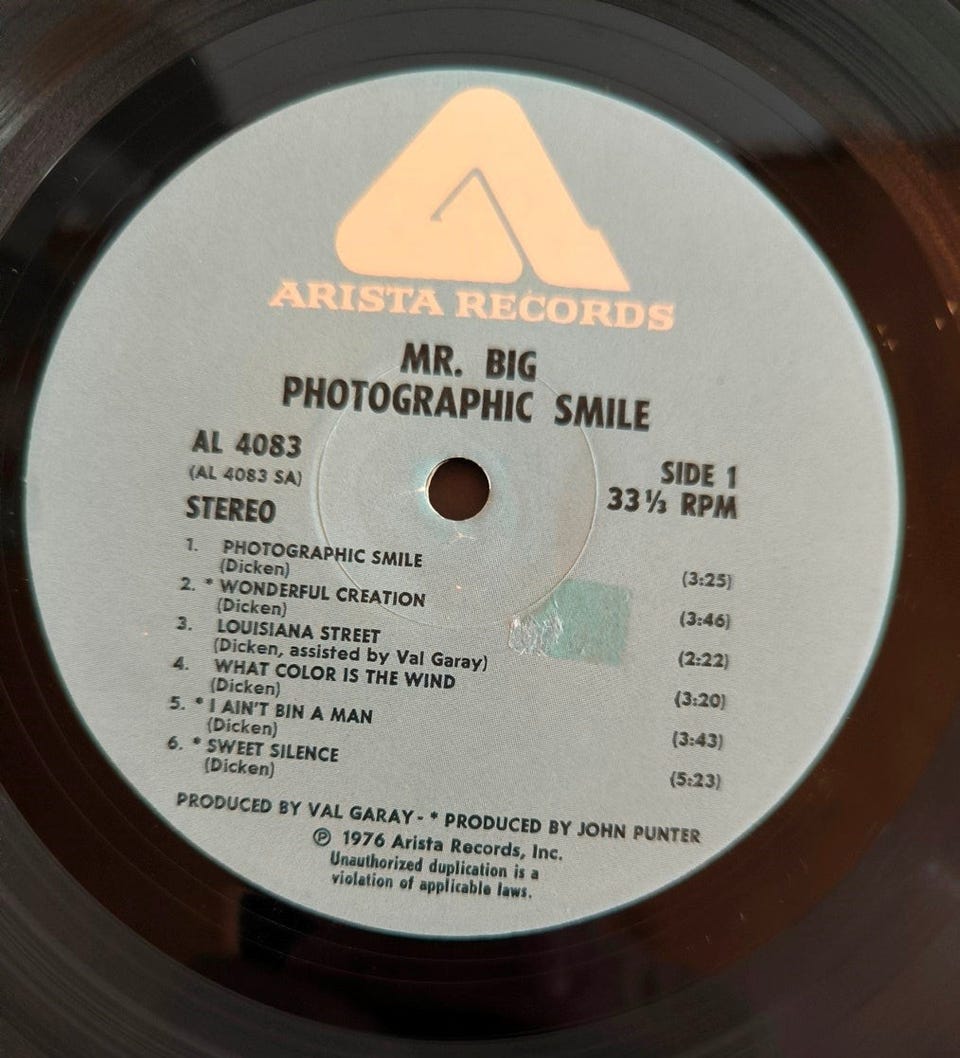 ARISTA RECORDS
MR. BIG
PHOTOGRAPHIC SMILE
AL 4083
(AL 4083 SA)
STEREO
SIDE 1
33⅓ RPM
1. PHOTOGRAPHIC SMILE (3:25)
(Dicken)
2. * WONDERFUL CREATION (3:46)
(Dicken)
3. LOUISIANA STREET (2:22)
(Dicken, assisted by Val Garay)
4. WHAT COLOR IS THE WIND (3:20)
(Dicken)
5. * I AIN'T BIN A MAN (3:43)
(Dicken)
6. * SWEET SILENCE (5:23)
(Dicken)
PRODUCED BY VAL GARAY - * PRODUCED BY JOHN PUNTER
℗ 1976 Arista Records, Inc.
Unauthorized duplication is a
violation of applicable laws.